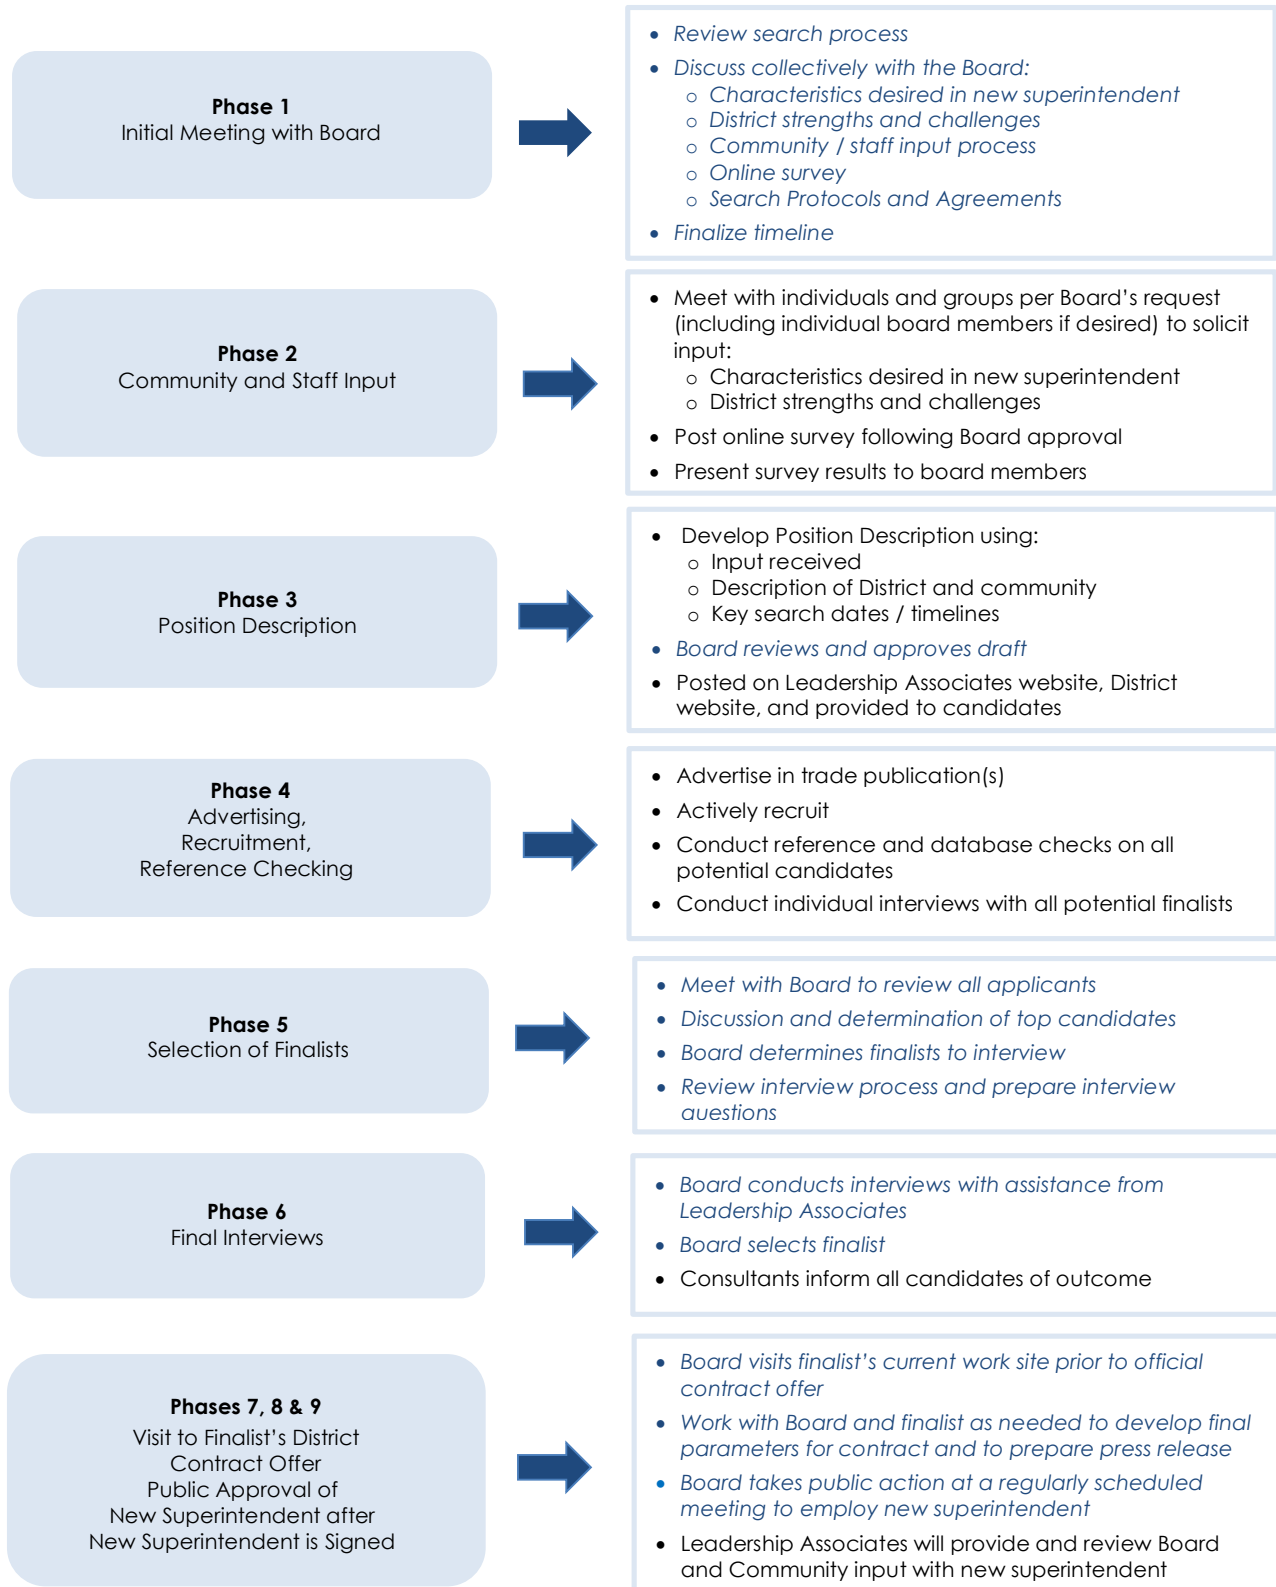 Phase 1
Initial Meeting with Board
• Review search process
• Discuss collectively with the Board:
o Characteristics desired in new superintendent
o District strengths and challenges
o Community / staff input process
o Online survey
o Search Protocols and Agreements
• Finalize timeline
Phase 2
Community and Staff Input
• Meet with individuals and groups per Board’s request
(including individual board members if desired) to solicit
input:
o Characteristics desired in new superintendent
o District strengths and challenges
• Post online survey following Board approval
• Present survey results to board members
Phase 3
Position Description
• Develop Position Description using:
o Input received
o Description of District and community
o Key search dates / timelines
• Board reviews and approves draft
• Posted on Leadership Associates website, District
website, and provided to candidates
Phase 4
Advertising,
Recruitment,
Reference Checking
• Advertise in trade publication(s)
• Actively recruit
• Conduct reference and database checks on all
potential candidates
• Conduct individual interviews with all potential finalists
Phase 5
Selection of Finalists
• Meet with Board to review all applicants
• Discussion and determination of top candidates
• Board determines finalists to interview
• Review interview process and prepare interview
questions
Phase 6
Final Interviews
• Board conducts interviews with assistance from
Leadership Associates
• Board selects finalist
• Consultants inform all candidates of outcome
Phases 7, 8 & 9
Visit to Finalist’s District
Contract Offer
Public Approval of
New Superintendent after
New Superintendent is Signed
• Board visits finalist’s current work site prior to official
contract offer
• Work with Board and finalist as needed to develop final
parameters for contract and to prepare press release
• Board takes public action at a regularly scheduled
meeting to employ new superintendent
• Leadership Associates will provide and review Board
and Community input with new superintendent